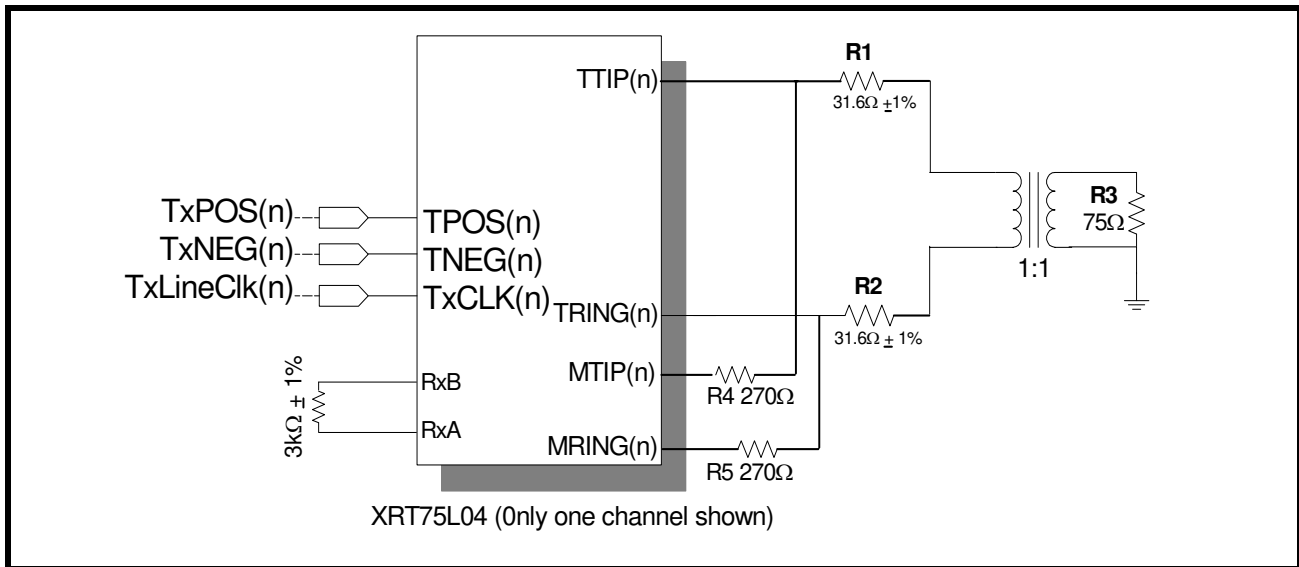 R1
TTIP(n)
31.6Ω ±1%
TxPOS(n)
TPOS(n)
TxNEG(n)
TNEG(n)
TxLineClk(n)
TxCLK(n)
R3
75Ω
1:1
R2
TRING(n)
31.6Ω ± 1%
MTIP(n)
R4 270Ω
3kΩ ± 1%
RxB
RxA
MRING(n)
R5 270Ω
XRT75L04 (0nly one channel shown)